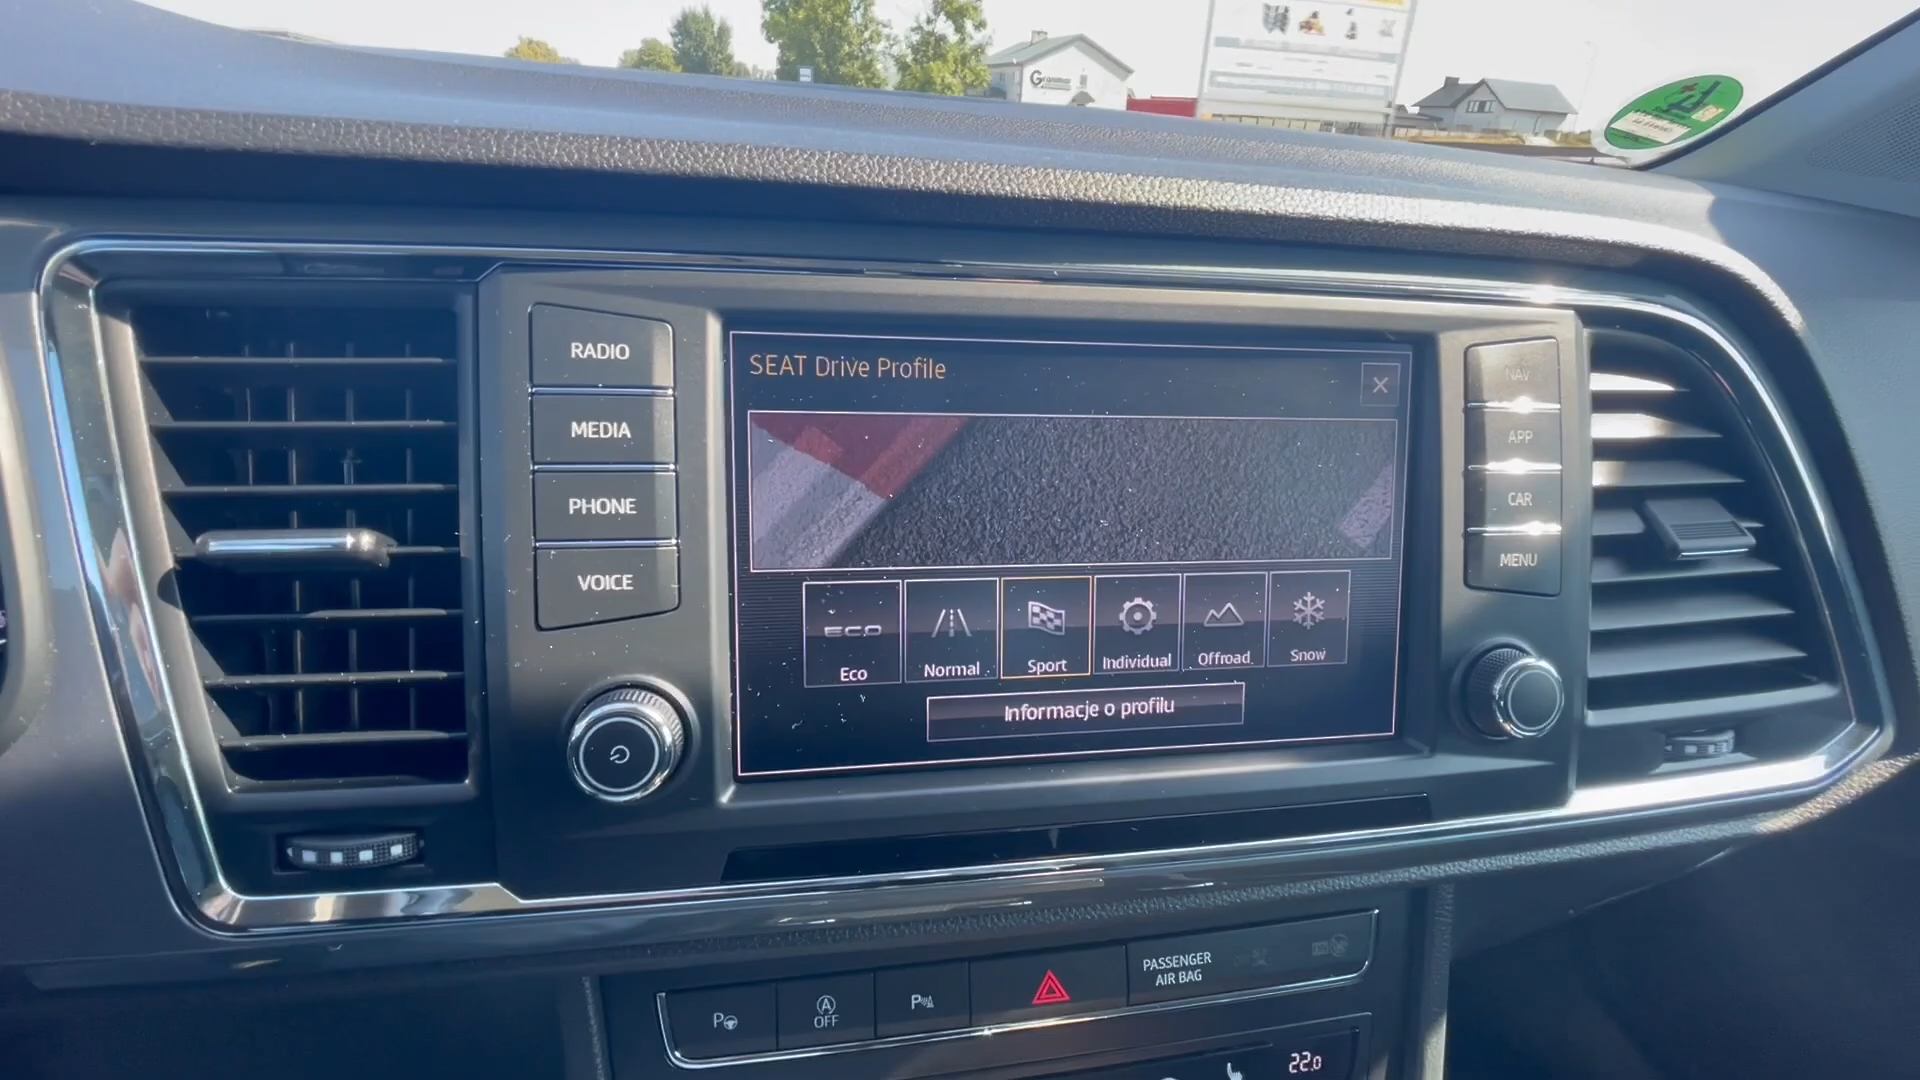 RADIO
MEDIA
PHONE
VOICE
SEAT Drive Profile
ECO
Eco
Normal
Sport
Individual
Offroad
Snow
Informacje o profilu
NAV
APP
CAR
MENU
P
A
OFF
P
PASSENGER
AIR BAG
22.0